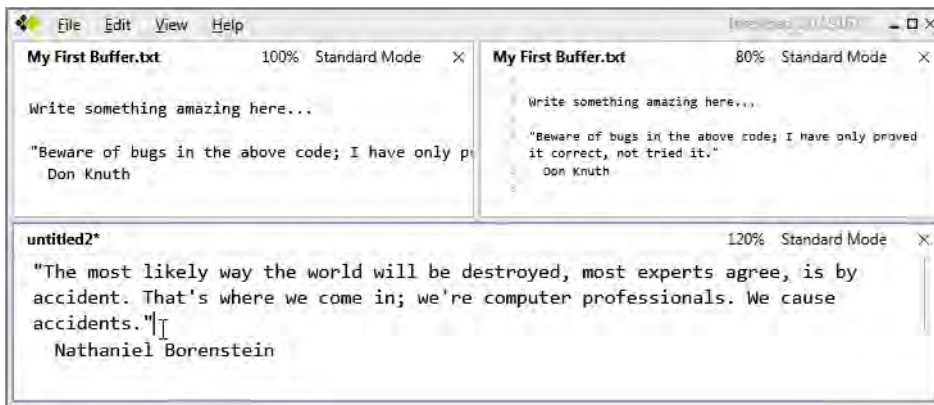 File Edit View Help
My First Buffer.txt 100% Standard Mode
Write something amazing here...
"Beware of bugs in the above code; I have only
Don Knuth
My First Buffer.txt 80% Standard Mode
Write something amazing here...
"Beware of bugs in the above code; I have only proved
it correct, not tried it."
Don Knuth
untitled2* 120% Standard Mode
"The most likely way the world will be destroyed, most experts agree, is by
accident. That's where we come in; we're computer professionals. We cause
accidents."
Nathaniel Borenstein